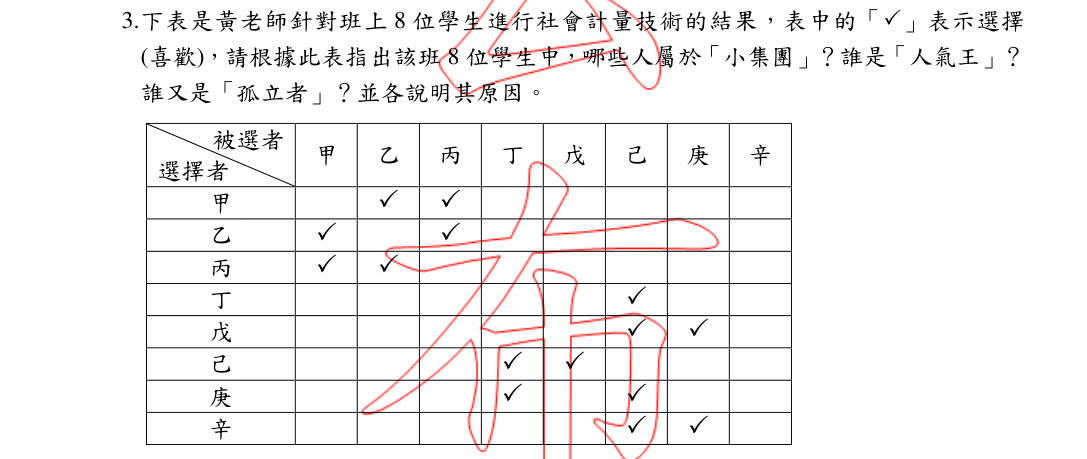 3.下表是黃老師針對班上 8 位學生進行社會計量技術的結果，表中的「✓」表示選擇
(喜歡)，請根據此表指出該班 8 位學生中，哪些人屬於「小集團」？誰是「人氣王」？
誰又是「孤立者」？並各說明其原因。
被選者
選擇者 甲 乙 丙 丁 戊 己 庚 辛
甲 ✓ ✓
乙 ✓ ✓
丙 ✓ ✓
丁 ✓
戊 ✓ ✓
己 ✓ ✓
庚 ✓ ✓
辛 ✓ ✓
布